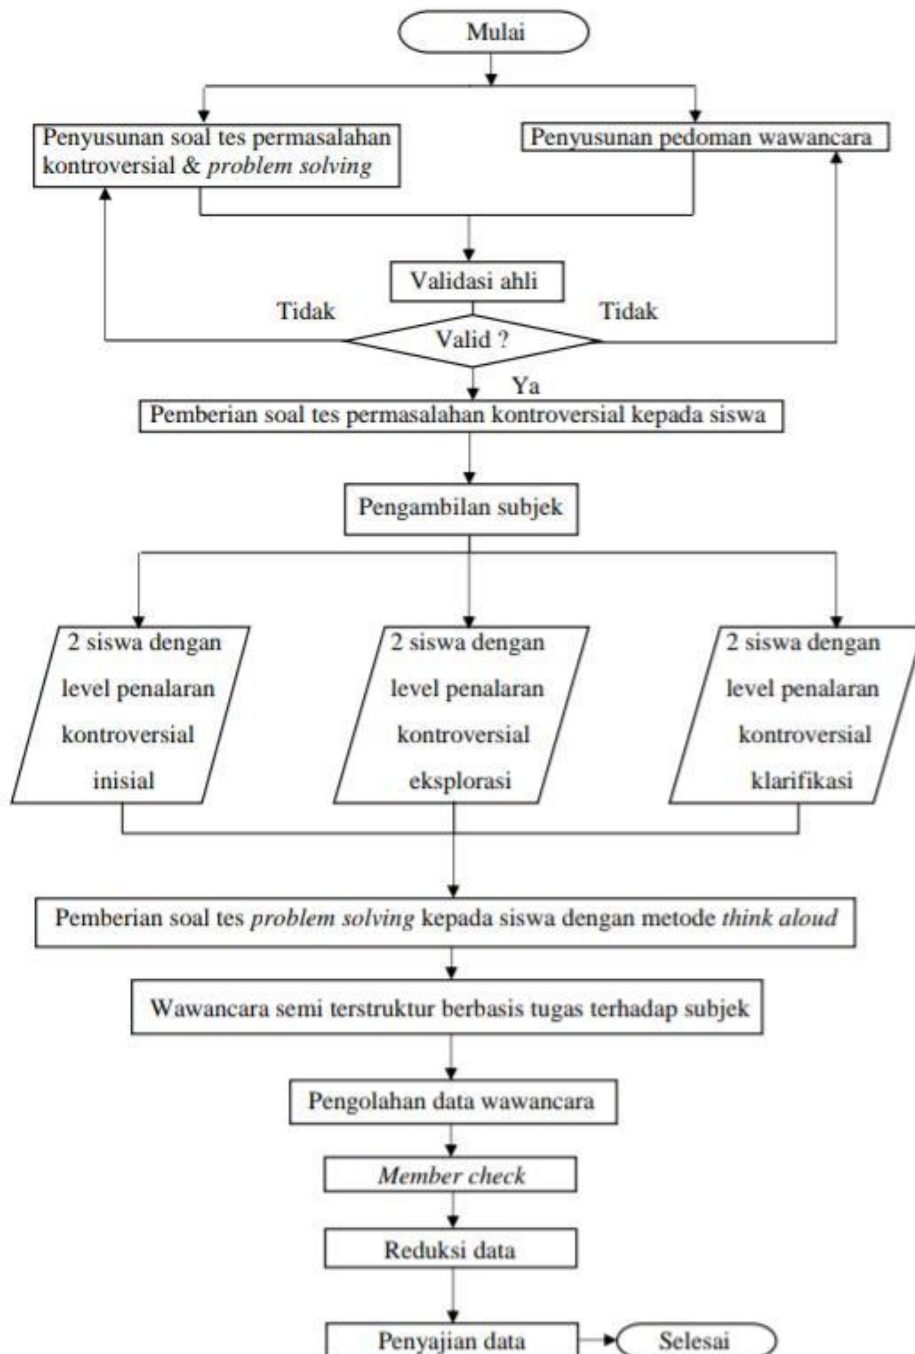 Mulai
Penyusunan soal tes permasalahan
kontroversial & problem solving
Penyusunan pedoman wawancara
Validasi ahli
Tidak
Valid ?
Tidak
Ya
Pemberian soal tes permasalahan kontroversial kepada siswa
Pengambilan subjek
2 siswa dengan
level penalaran
kontroversial
inisial
2 siswa dengan
level penalaran
kontroversial
eksplorasi
2 siswa dengan
level penalaran
kontroversial
klarifikasi
Pemberian soal tes problem solving kepada siswa dengan metode think aloud
Wawancara semi terstruktur berbasis tugas terhadap subjek
Pengolahan data wawancara
Member check
Reduksi data
Penyajian data
Selesai